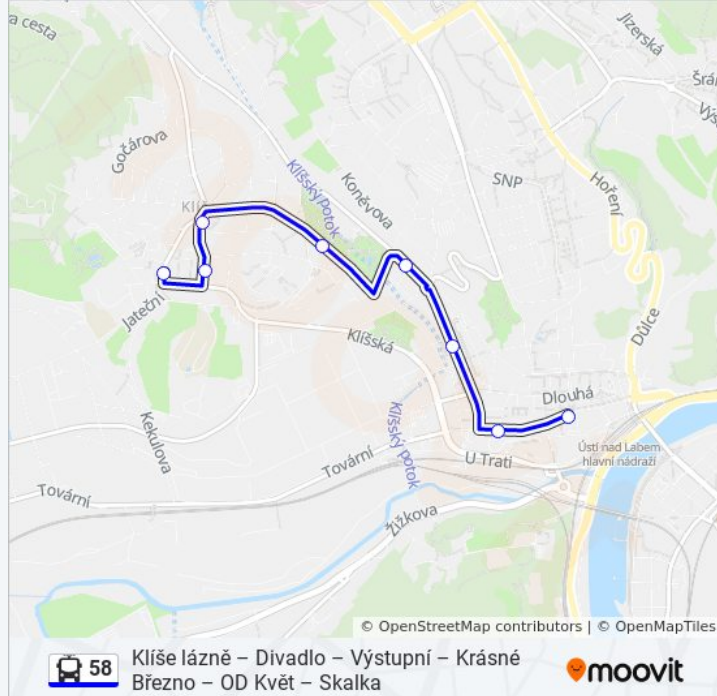 a cesta
Jizerská
Šrá
Výs
Gočárova
Klíšský potok
Koněvova
SNP
Hoření
Klí
Jateční
Důlce
Klíšská
Dlouhá
Kekulova
Klíšský potok
Ústí nad Labem
hlavní nádraží
Tovární
U Trati
Tovární
Žižkova
© OpenStreetMap contributors | © OpenMapTiles
58
Klíše lázně – Divadlo – Výstupní – Krásné
Březno – OD Květ – Skalka
moovit